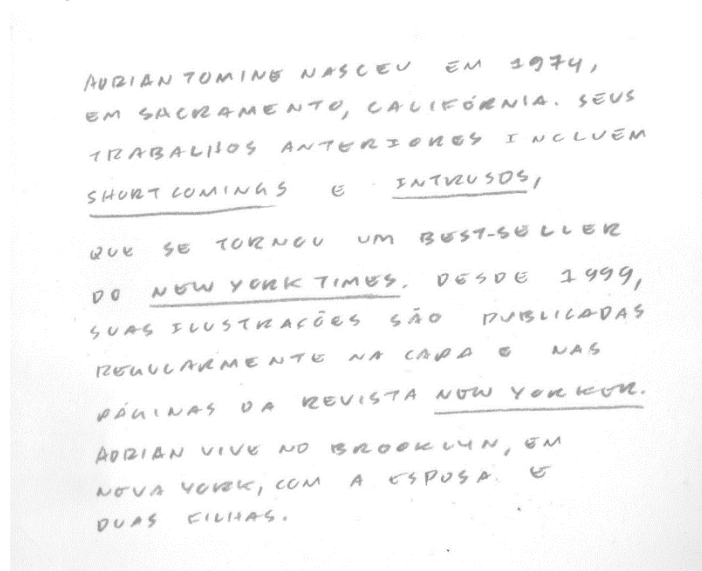 ADRIAN TOMINE NASCEU EM 1974,
EM SACRAMENTO, CALIFÓRNIA. SEUS
TRABALHOS ANTERIORES INCLUEM
SHORTCOMINGS E INTRUSOS,
QUE SE TORNOU UM BEST-SELLER
DO NEW YORK TIMES. DESDE 1999,
SUAS ILUSTRAÇÕES SÃO PUBLICADAS
REGULARMENTE NA CAPA E NAS
PÁGINAS DA REVISTA NEW YORKER.
ADRIAN VIVE NO BROOKLYN, EM
NOVA YORK, COM A ESPOSA E
DUAS FILHAS.